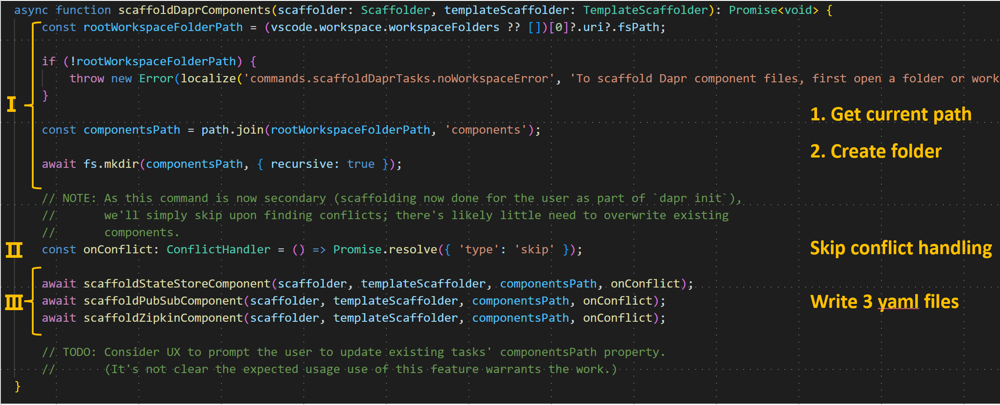 async function scaffoldDaprComponents(scaffolder: Scaffolder, templateScaffolder: TemplateScaffolder): Promise<void> {
const rootWorkspaceFolderPath = (vscode.workspace.workspaceFolders ?? [])[0]?.uri?.fsPath;
if (!rootWorkspaceFolderPath) {
throw new Error(localize('commands.scaffoldDaprTasks.noWorkspaceError', 'To scaffold Dapr component files, first open a folder or work
}
I
1. Get current path
const componentsPath = path.join(rootWorkspaceFolderPath, 'components');
2. Create folder
await fs.mkdir(componentsPath, { recursive: true });
// NOTE: As this command is now secondary (scaffolding now done for the user as part of `dapr init`),
// we'll simply skip upon finding conflicts; there's likely little need to overwrite existing
// components.
II
const onConflict: ConflictHandler = () => Promise.resolve({ 'type': 'skip' });
Skip conflict handling
await scaffoldStateStoreComponent(scaffolder, templateScaffolder, componentsPath, onConflict);
III
await scaffoldPubSubComponent(scaffolder, templateScaffolder, componentsPath, onConflict);
Write 3 yaml files
await scaffoldZipkinComponent(scaffolder, templateScaffolder, componentsPath, onConflict);
// TODO: Consider UX to prompt the user to update existing tasks' componentsPath property.
// (It's not clear the expected usage use of this feature warrants the work.)
}